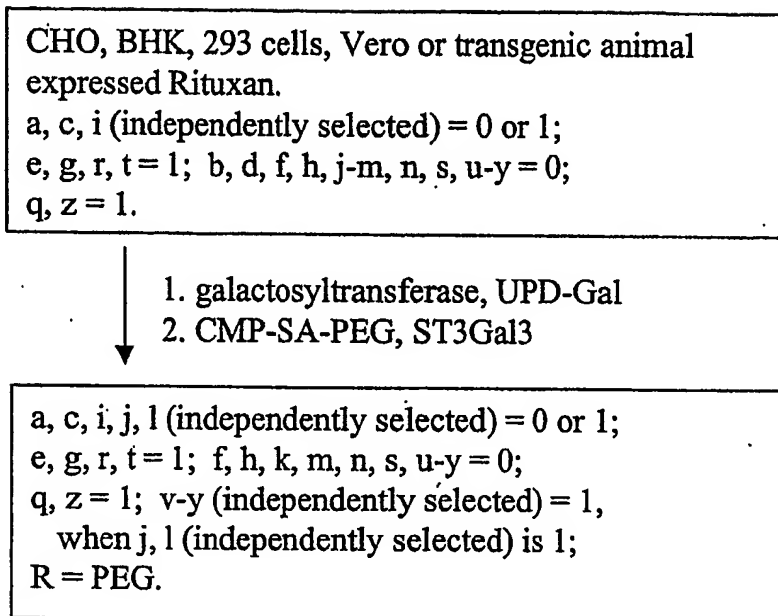 CHO, BHK, 293 cells, Vero or transgenic animal
expressed Rituxan.
a, c, i (independently selected) = 0 or 1;
e, g, r, t = 1; b, d, f, h, j-m, n, s, u-y = 0;
q, z = 1.
1. galactosyltransferase, UPD-Gal
2. CMP-SA-PEG, ST3Gal3
a, c, i, j, l (independently selected) = 0 or 1;
e, g, r, t = 1; f, h, k, m, n, s, u-y = 0;
q, z = 1; v-y (independently selected) = 1,
when j, l (independently selected) is 1;
R = PEG.